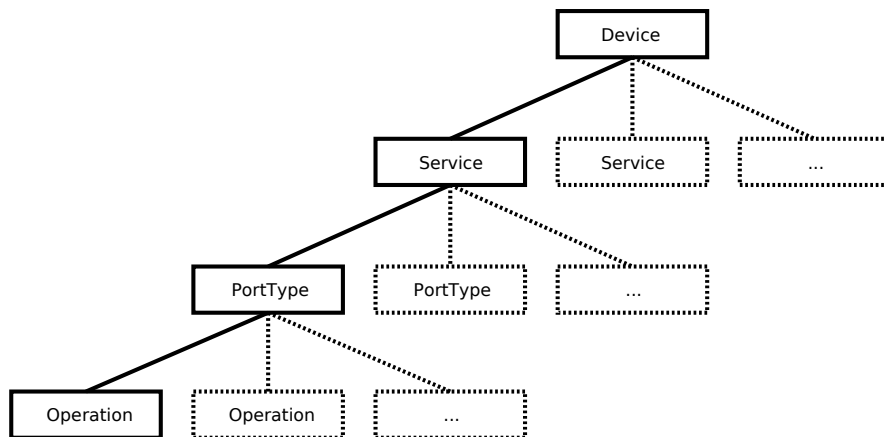 Device
Service
Service
...
PortType
PortType
...
Operation
Operation
...